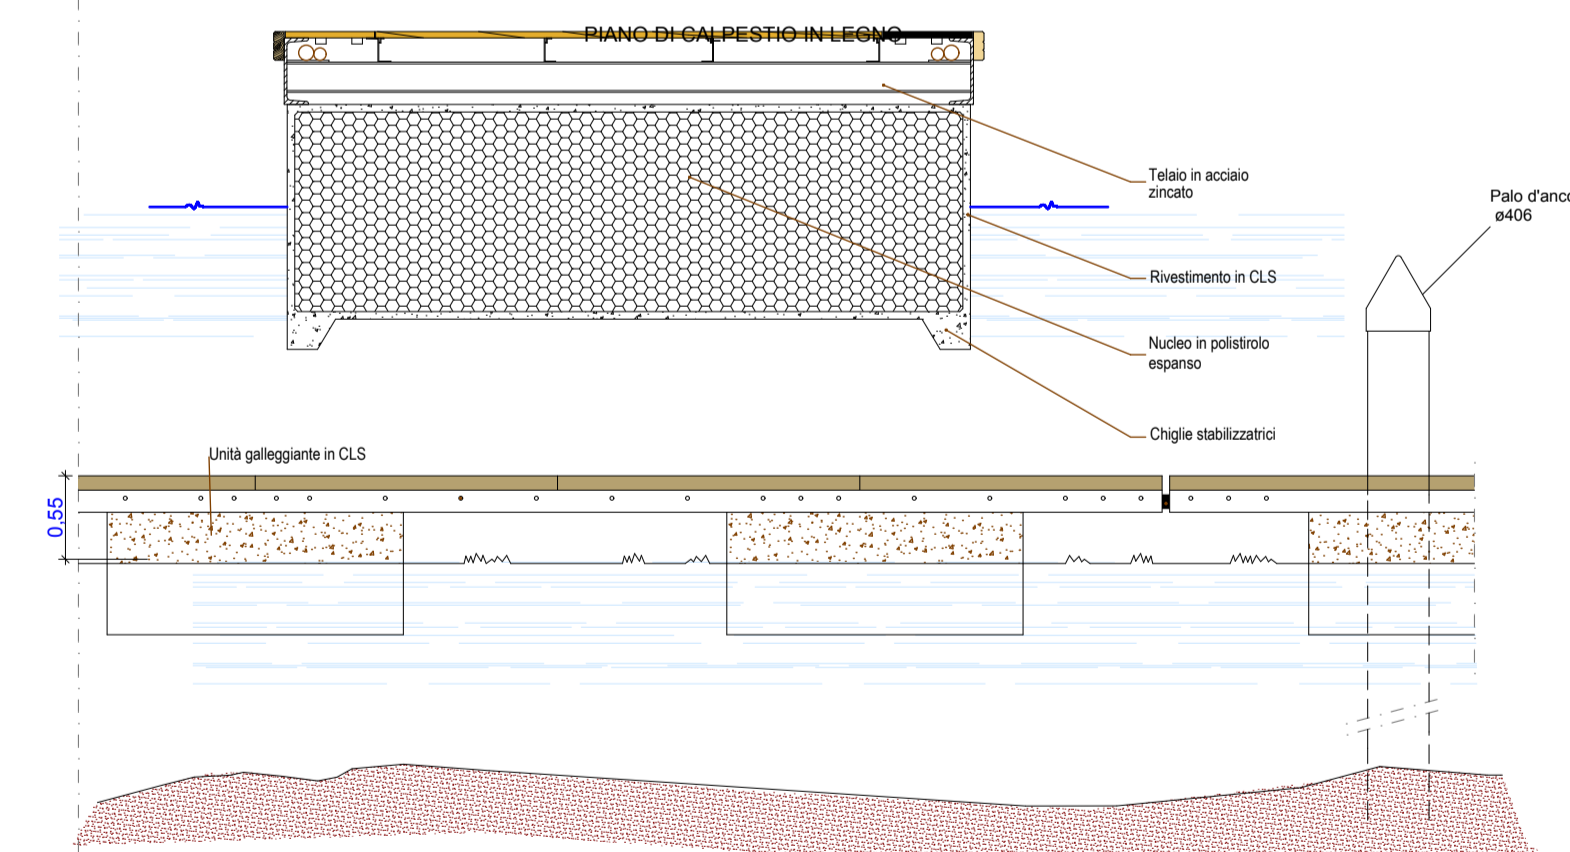 PIANO DI CALPESTIO IN LEGNO
Telaio in acciaio
zincato
Palo
ø406
Rivestimento in CLS
Nucleo in polistirolo
espanso
Chiglie stabilizzatrici
Unità galleggiante in CLS
0,55